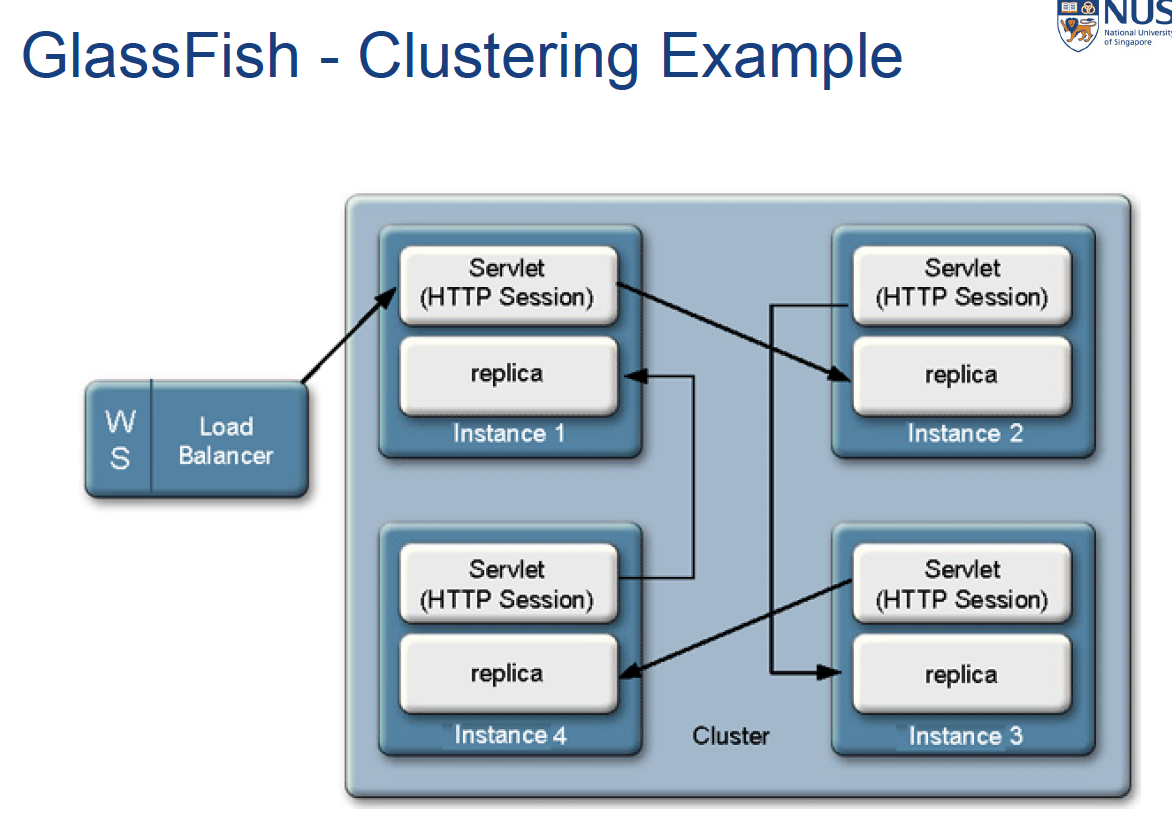 GlassFish - Clustering Example
NUS
National University
of Singapore
Servlet
(HTTP Session)
replica
Instance 1
Servlet
(HTTP Session)
replica
Instance 2
W
S
Load
Balancer
Servlet
(HTTP Session)
replica
Instance 4
Cluster
Servlet
(HTTP Session)
replica
Instance 3